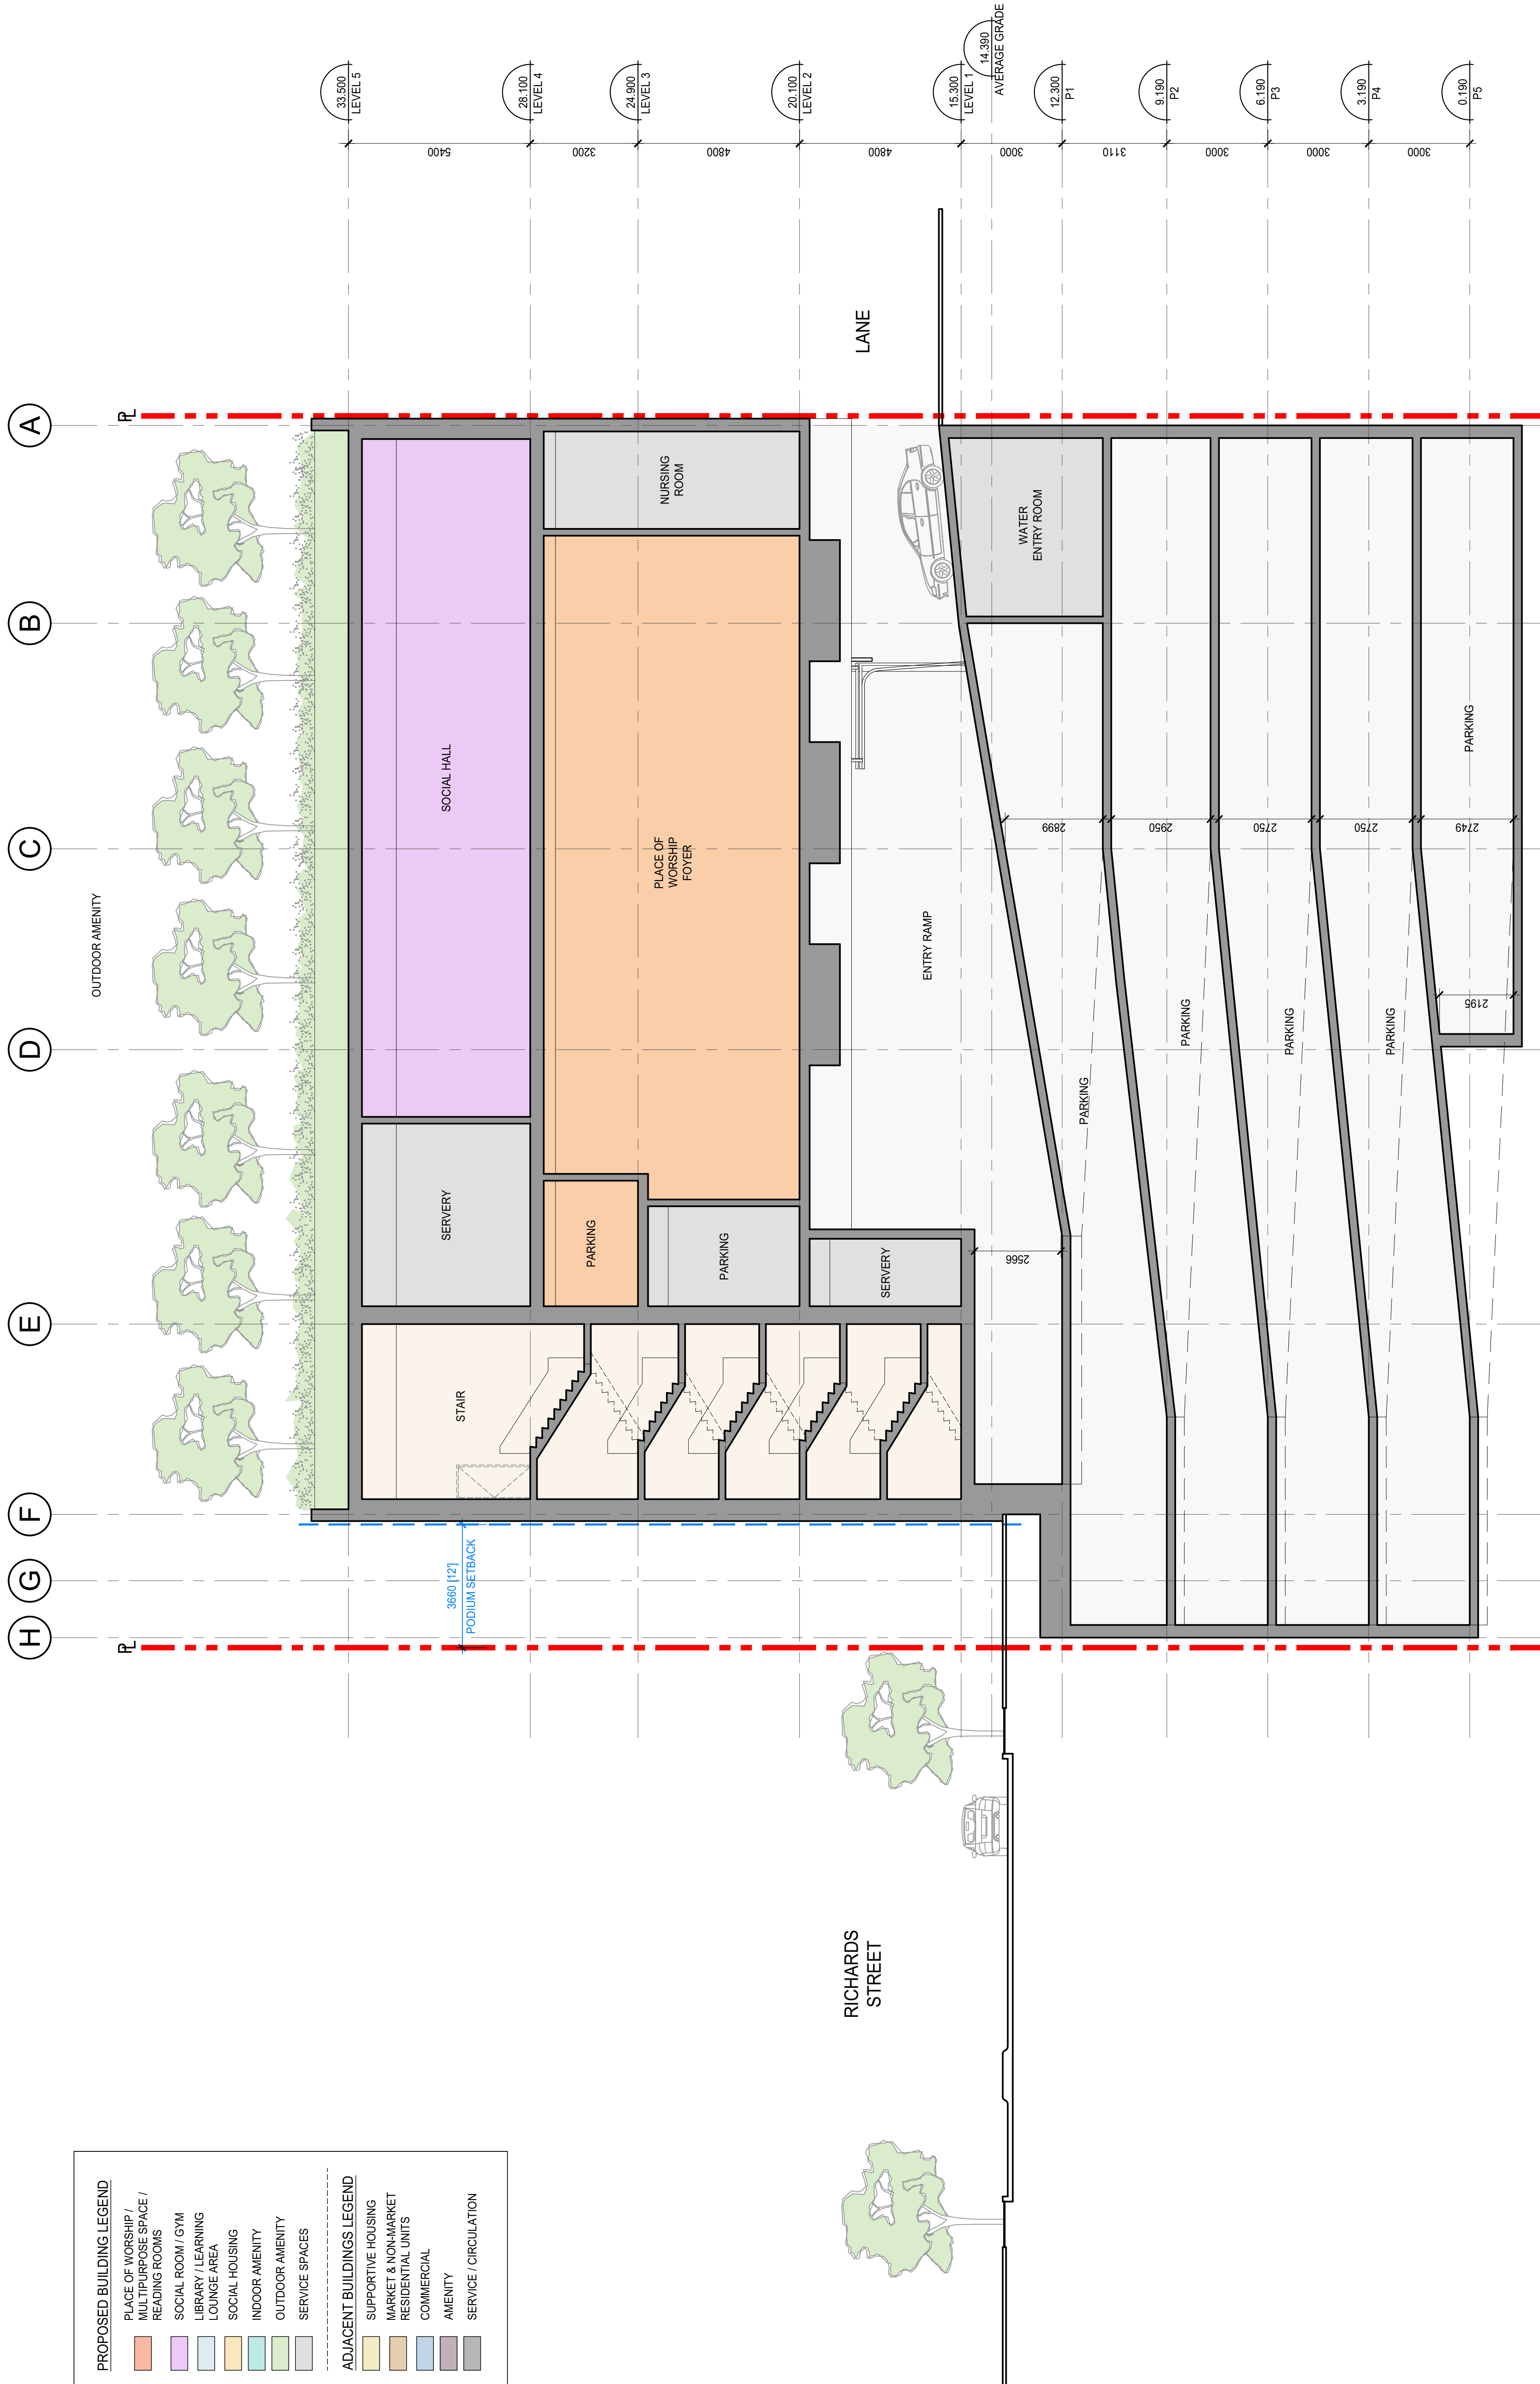 PROPOSED BUILDING LEGEND
PLACE OF WORSHIP /
MULTIPURPOSE SPACE /
READING ROOMS
SOCIAL ROOM / GYM
LIBRARY / LEARNING
LOUNGE AREA
SOCIAL HOUSING
INDOOR AMENITY
OUTDOOR AMENITY
SERVICE SPACES
ADJACENT BUILDINGS LEGEND
SUPPORTIVE HOUSING
MARKET & NON-MARKET
RESIDENTIAL UNITS
COMMERCIAL
AMENITY
SERVICE / CIRCULATION
H
G
F
E
D
C
B
A
PL
PL
OUTDOOR AMENITY
33.500
LEVEL 5
28.100
LEVEL 4
24.900
LEVEL 3
20.100
LEVEL 2
15.300
LEVEL 1
14.390
AVERAGE GRADE
12.300
P1
9.190
P2
6.190
P3
3.190
P4
0.190
P5
5400
3200
4800
4800
3000
3110
3000
3000
3000
3660 [12']
PODIUM SETBACK
STAIR
SERVERY
SOCIAL HALL
PARKING
PARKING
PLACE OF
WORSHIP
FOYER
NURSING
ROOM
SERVERY
ENTRY RAMP
LANE
RICHARDS
STREET
WATER
ENTRY ROOM
2566
2899
2950
2750
2750
2749
2195
PARKING
PARKING
PARKING
PARKING
PARKING